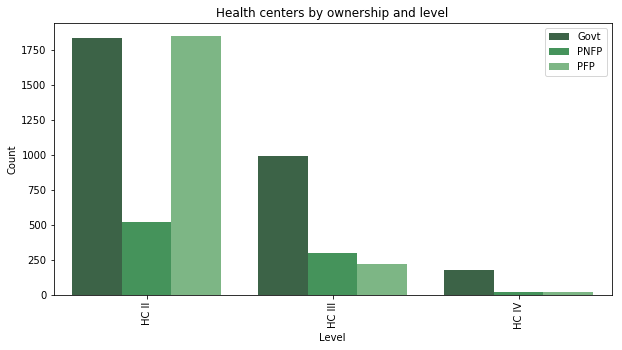 Health centers by ownership and level
Govt
PNFP
PFP
1750
1500
1250
1000
750
500
250
0
Count
HC II
HC III
HC IV
Level